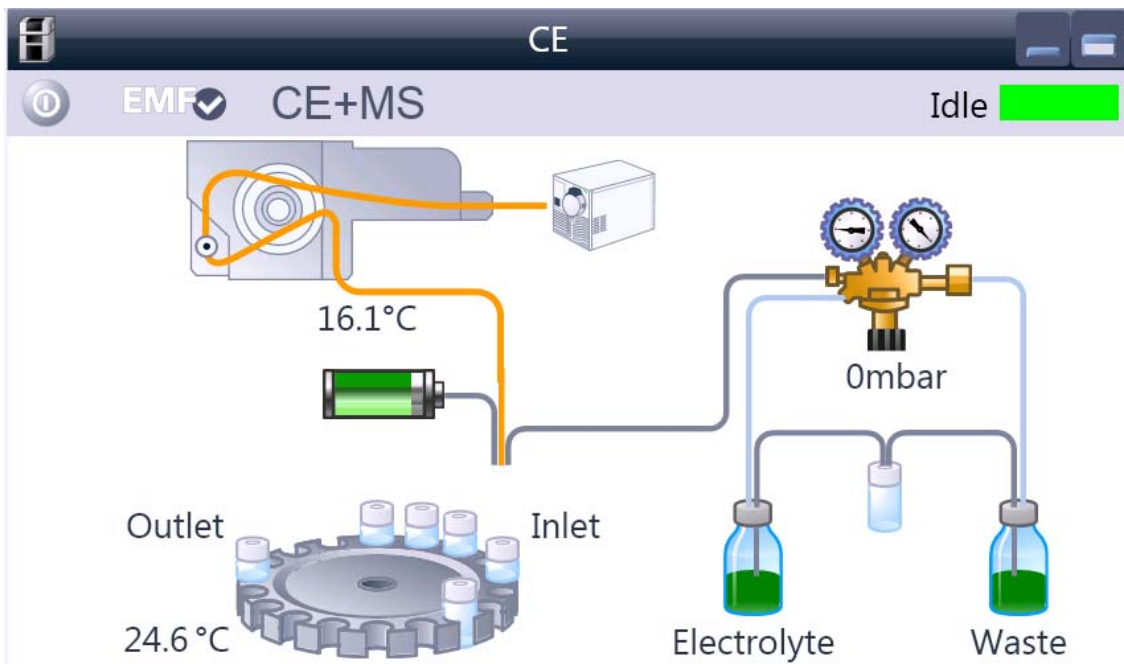 CE
EMF CE+MS Idle
16.1°C
0mbar
Outlet Inlet
24.6 °C
Electrolyte Waste